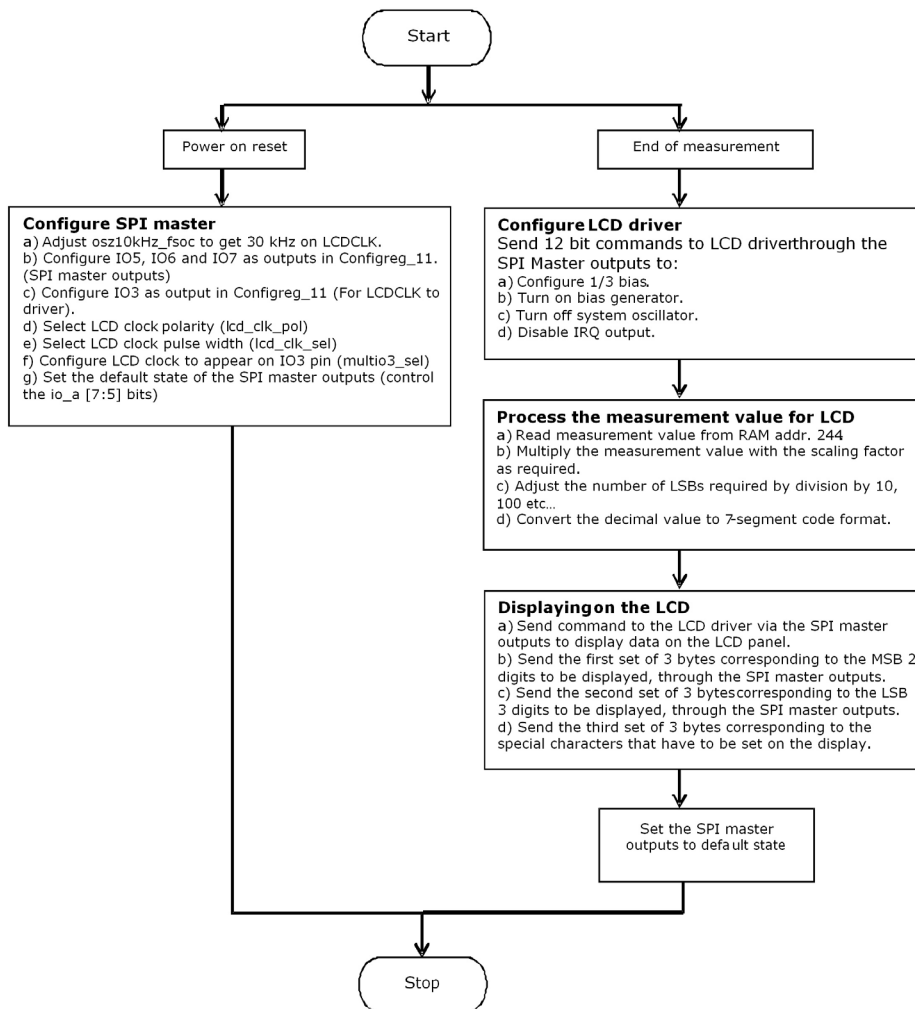 Start
Power on reset
End of measurement
Configure SPI master
a) Adjust osz10kHz_fsoc to get 30 kHz on LCDCLK.
b) Configure IO5, IO6 and IO7 as outputs in Configreg_11.
(SPI master outputs)
c) Configure IO3 as output in Configreg_11 (For LCDCLK to
driver).
d) Select LCD clock polarity (lcd_clk_pol)
e) Select LCD clock pulse width (lcd_clk_sel)
f) Configure LCD clock to appear on IO3 pin (multio3_sel)
g) Set the default state of the SPI master outputs (control
the io_a [7:5] bits)
Configure LCD driver
Send 12 bit commands to LCD driverthrough the
SPI Master outputs to:
a) Configure 1/3 bias.
b) Turn on bias generator.
c) Turn off system oscillator.
d) Disable IRQ output.
Process the measurement value for LCD
a) Read measurement value from RAM addr. 244
b) Multiply the measurement value with the scaling factor
as required.
c) Adjust the number of LSBs required by division by 10,
100 etc…
d) Convert the decimal value to 7-segment code format.
Displayingon the LCD
a) Send command to the LCD driver via the SPI master
outputs to display data on the LCD panel.
b) Send the first set of 3 bytes corresponding to the MSB 2
digits to be displayed, through the SPI master outputs.
c) Send the second set of 3 bytescorresponding to the LSB
3 digits to be displayed, through the SPI master outputs.
d) Send the third set of 3 bytes corresponding to the
special characters that have to be set on the display.
Set the SPI master
outputs to default state
Stop